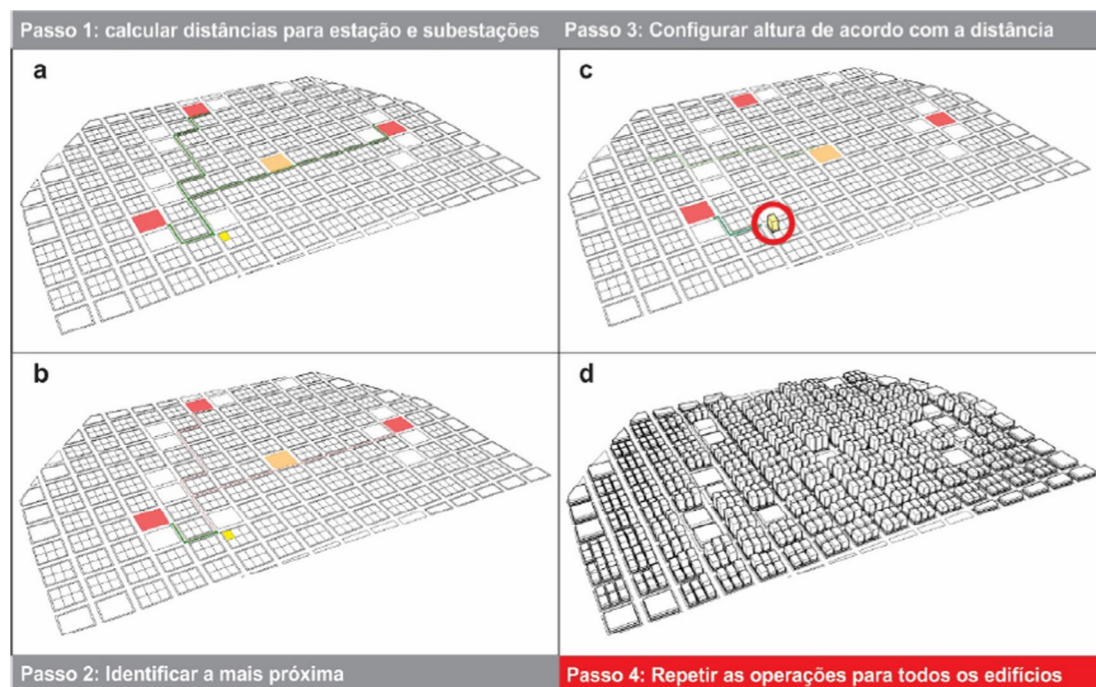 Passo 1: calcular distâncias para estação e subestações
Passo 3: Configurar altura de acordo com a distância
a
c
b
d
Passo 2: Identificar a mais próxima
Passo 4: Repetir as operações para todos os edifícios